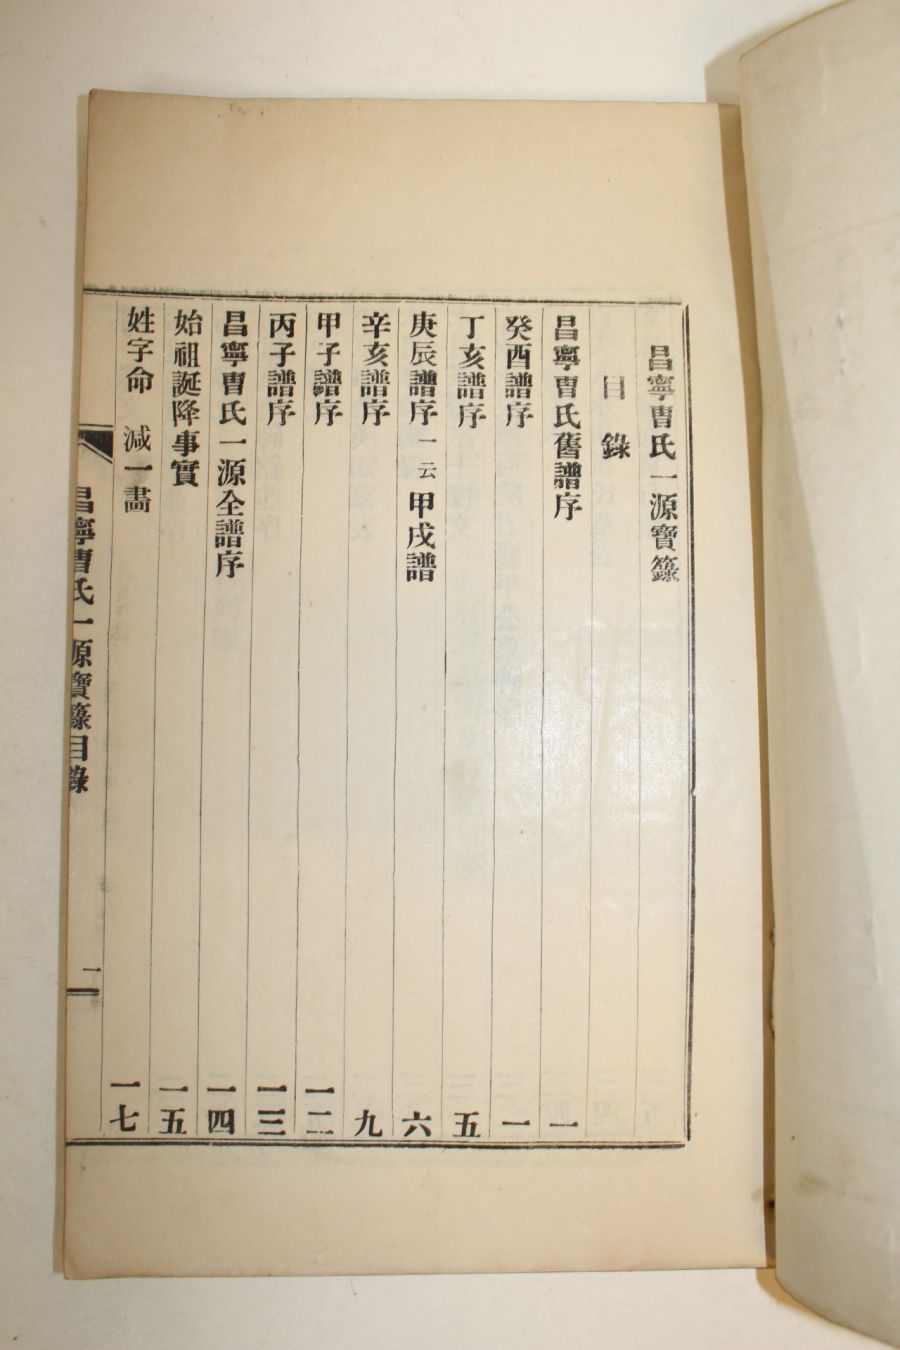 昌寧曺氏一源寶籙
目錄
昌寧曺氏舊譜序 一
癸酉譜序 一
丁亥譜序 五
庚辰譜序 一云 甲戌譜 六
辛亥譜序 九
甲子譜序 一二
丙子譜序 一三
昌寧曺氏一源全譜序 一四
始祖誕降事實 一五
姓字命 減一畵 一七
昌寧曺氏一源寶籙目錄 一